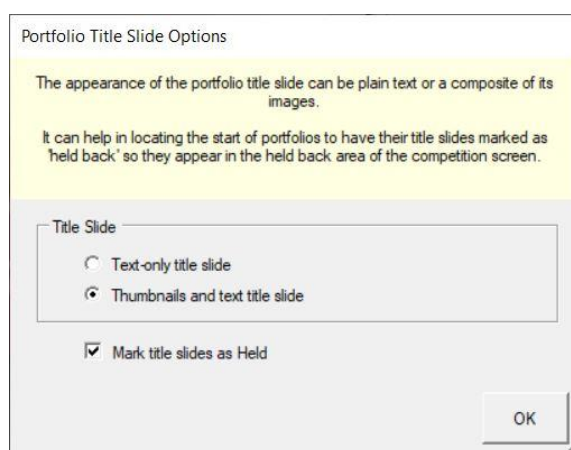 Portfolio Title Slide Options
The appearance of the portfolio title slide can be plain text or a composite of its
images.
It can help in locating the start of portfolios to have their title slides marked as
'held back' so they appear in the held back area of the competition screen.
Title Slide
Text-only title slide
Thumbnails and text title slide
Mark title slides as Held
OK